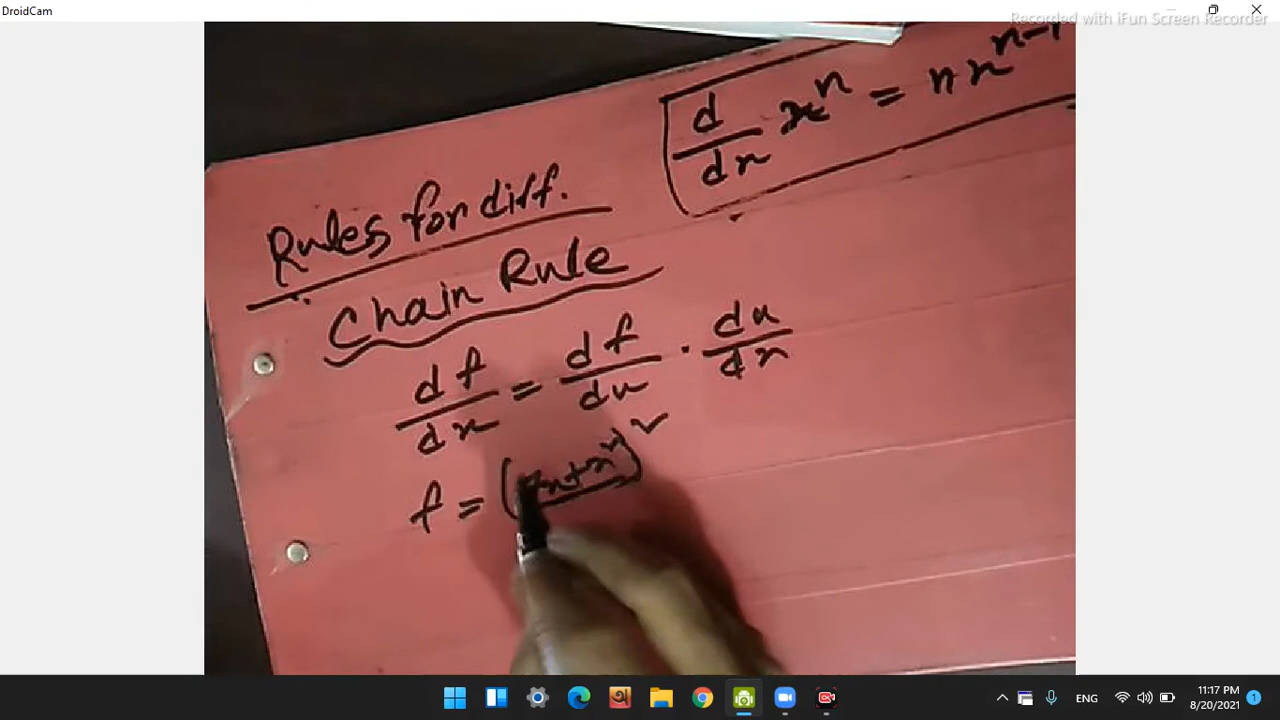 DroidCam
Recorded with iFun Screen Recorder
d/dx x^n = n x^{n-1}
Rules for diff.
Chain Rule
df/dx = df/du · du/dx
f =
ENG
11:17 PM
8/20/2021
1